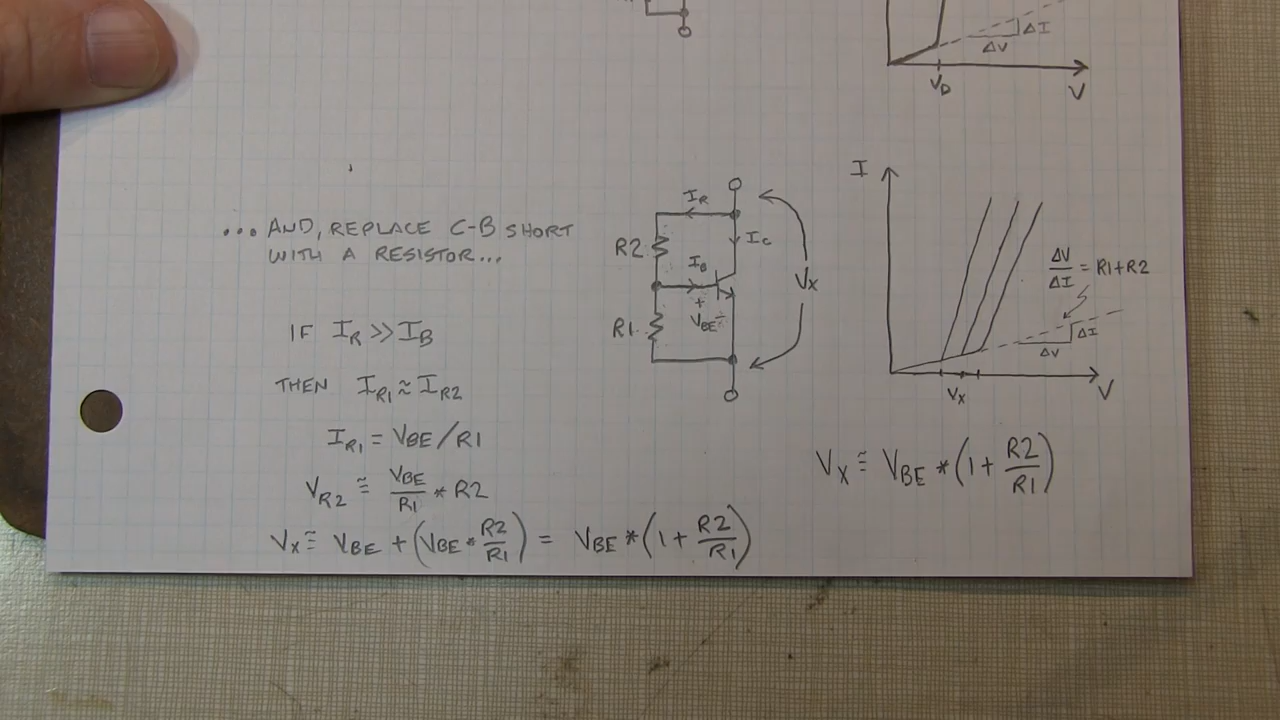 ΔI
ΔV
V_D
V
... AND, REPLACE C-B SHORT
WITH A RESISTOR...
IF I_R >> I_B
THEN I_R1 ≈ I_R2
I_R1 = V_BE / R1
V_R2 ≅ V_BE/R1 * R2
V_X ≅ V_BE + (V_BE * R2/R1) = V_BE * (1 + R2/R1)
I_R
R2
I_C
I_B
+
V_BE -
R1
V_X
I
ΔV/ΔI = R1+R2
ΔI
ΔV
V_X
V
V_X ≅ V_BE * (1 + R2/R1)